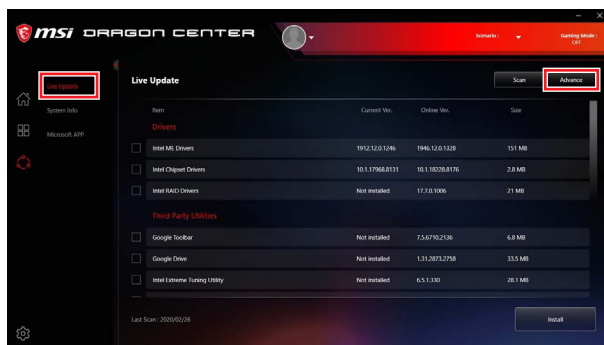 msi DRAGON CENTER
Scenario :
Gaming Mode :
OFF
Live Update
System Info
Microsoft APP
Live Update
Scan
Advance
Item Current Ver. Online Ver. Size
Drivers
Intel ME Drivers 1912.12.0.1246 1946.12.0.1328 151 MB
Intel Chipset Drivers 10.1.17968.8131 10.1.18228.8176 2.8 MB
Intel RAID Drivers Not installed 17.7.0.1006 21 MB
Third Party Utilities
Google Toolbar Not installed 7.5.6710.2136 6.8 MB
Google Drive Not installed 1.31.2873.2758 33.5 MB
Intel Extreme Tuning Utility Not installed 6.5.1.330 28.1 MB
Last Scan : 2020/02/26
Install